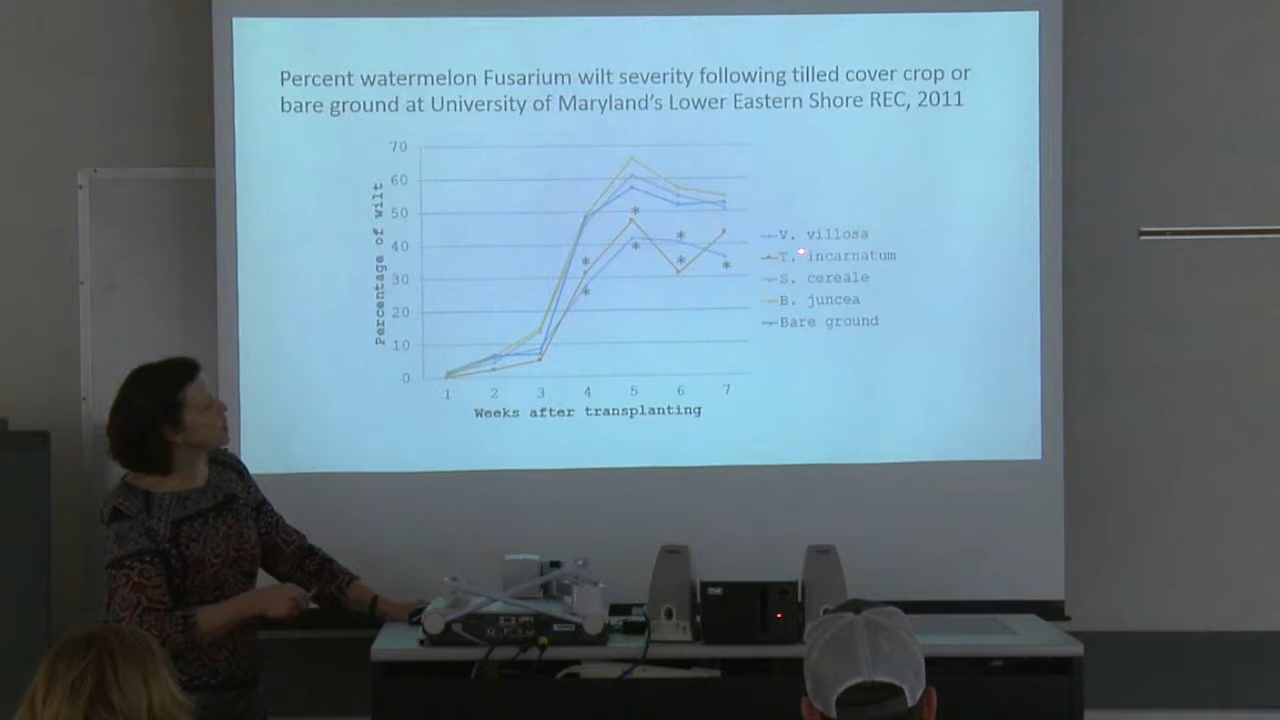 Percent watermelon Fusarium wilt severity following tilled cover crop or
bare ground at University of Maryland's Lower Eastern Shore REC, 2011
70
60
50
40
30
20
10
0
Percentage of wilt
* * * * * * *
1 2 3 4 5 6 7
Weeks after transplanting
V. villosa
T. incarnatum
S. cereale
B. juncea
Bare ground